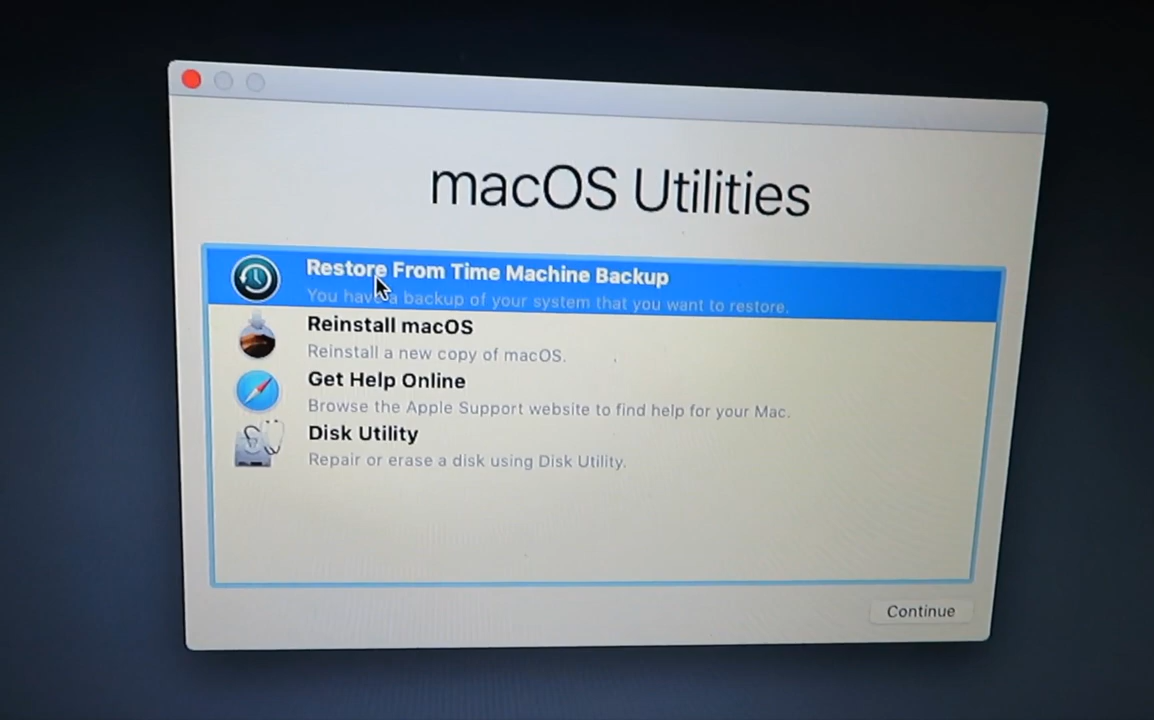 macOS Utilities
Restore From Time Machine Backup
You have a backup of your system that you want to restore.
Reinstall macOS
Reinstall a new copy of macOS.
Get Help Online
Browse the Apple Support website to find help for your Mac.
Disk Utility
Repair or erase a disk using Disk Utility.
Continue